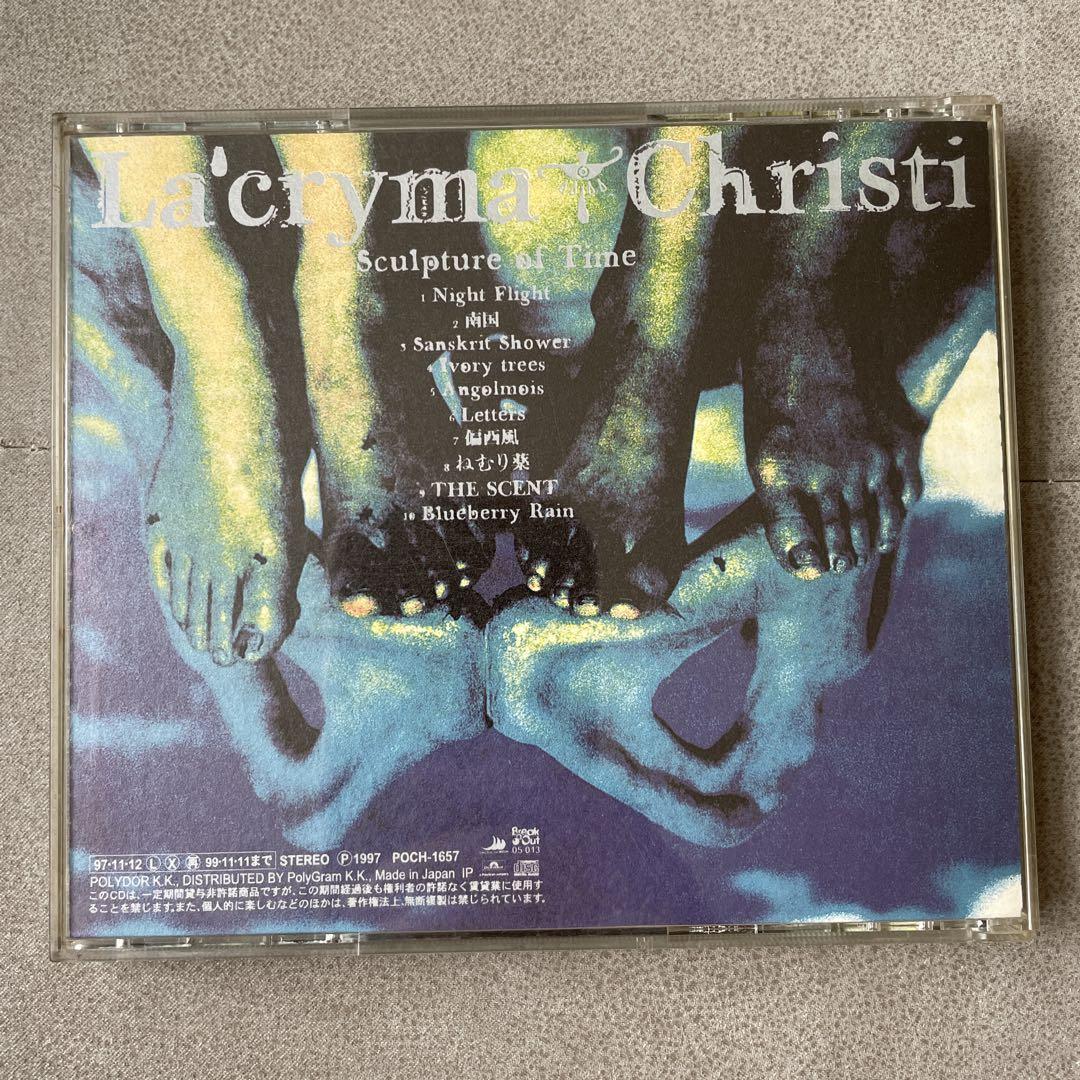 La'cryma Christi
Sculpture of Time
1 Night Flight
2 南国
3 Sanskrit Shower
4 Ivory trees
5 Angolmois
6 Letters
7 偏西風
8 ねむり薬
9 THE SCENT
10 Blueberry Rain
Break Out
05 013
97·11·12 Ⓛ Ⓧ ㊞ 99·11·11まで STEREO Ⓟ1997 POCH-1657
POLYDOR K.K., DISTRIBUTED BY PolyGram K.K., Made in Japan IP
このCDは、一定期間貸与非許諾商品ですが、この期間経過後も権利者の許諾なく賃貸業に使用す
ることを禁じます。また、個人的に楽しむなどのほかは、著作権法上、無断複製は禁じられています。